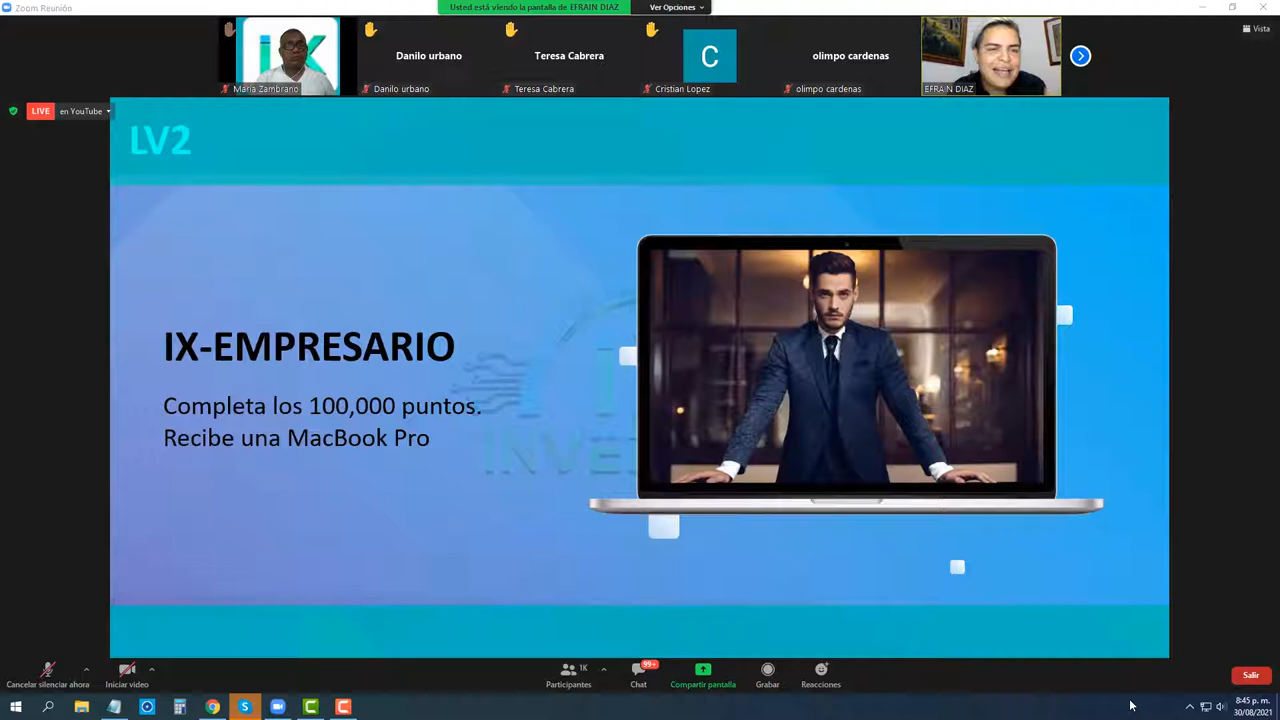 Zoom Reunión
Usted está viendo la pantalla de EFRAIN DIAZ
Ver Opciones
Vista
Maria Zambrano
Danilo urbano
Danilo urbano
Teresa Cabrera
Teresa Cabrera
C
Cristian Lopez
olimpo cardenas
olimpo cardenas
EFRAIN DIAZ
LIVE
en YouTube
LV2
IX-EMPRESARIO
Completa los 100,000 puntos.
Recibe una MacBook Pro
INVE
Cancelar silenciar ahora
Iniciar video
1K
Participantes
99+
Chat
Compartir pantalla
Grabar
Reacciones
Salir
8:45 p. m.
30/08/2021